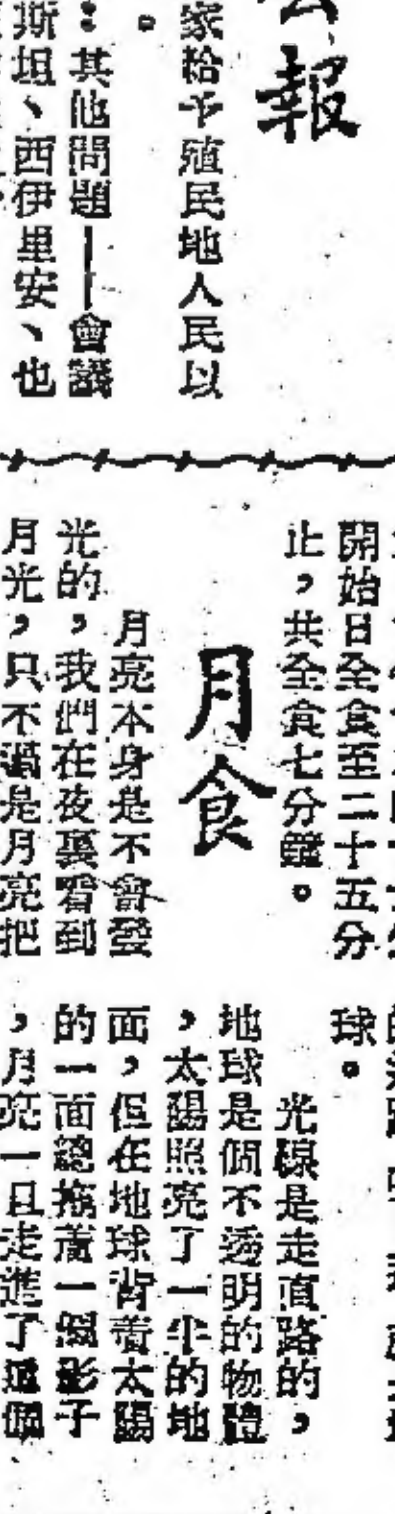 公報
家給予殖民地人民以
。
：其他問題——會議
斯坦、西伊里安、也
開始日全食至二十五分
止，共全食七分鐘。
月食
月亮本身是不會發
光的，我們在夜裏看到
月光，只不過是月亮把
球。
光線是走直路的，
地球是個不透明的物體
，太陽照亮了一半的地
面，但在地球背着太陽
的一面總拖着一個影子
，月亮一旦走進了這個